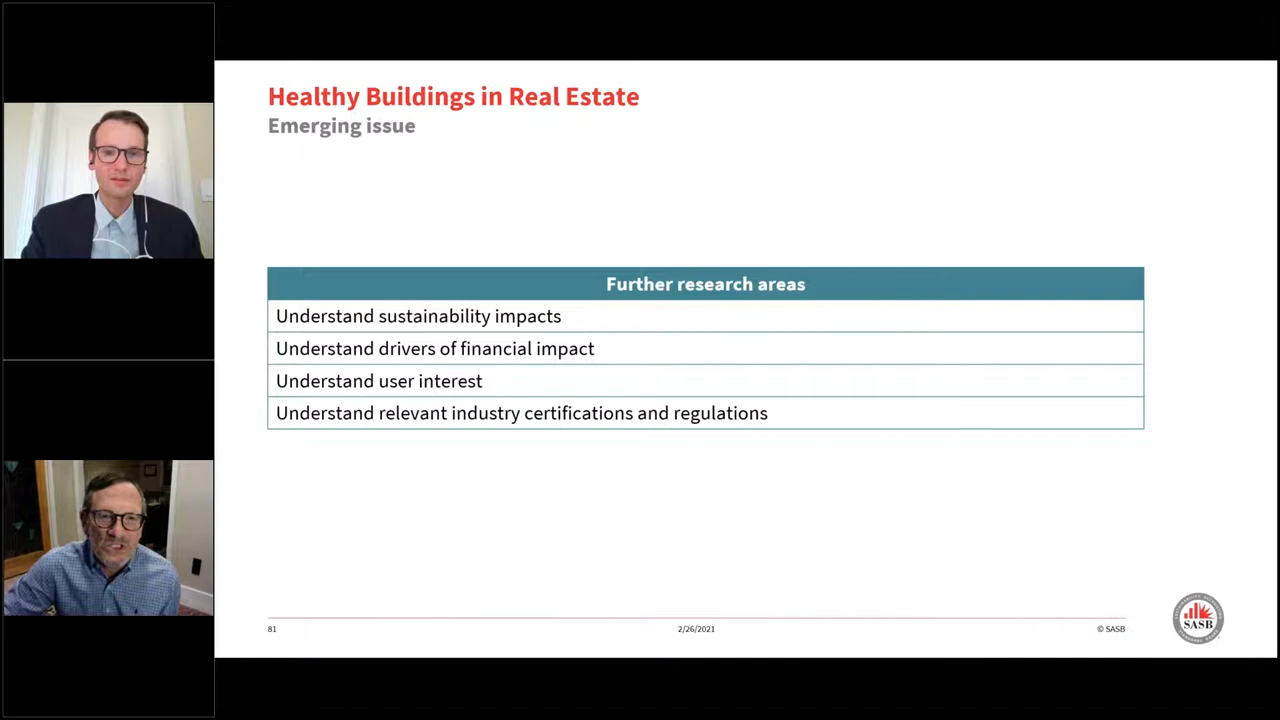 Healthy Buildings in Real Estate
Emerging issue
Further research areas
Understand sustainability impacts
Understand drivers of financial impact
Understand user interest
Understand relevant industry certifications and regulations
81
2/26/2021
© SASB
SASB